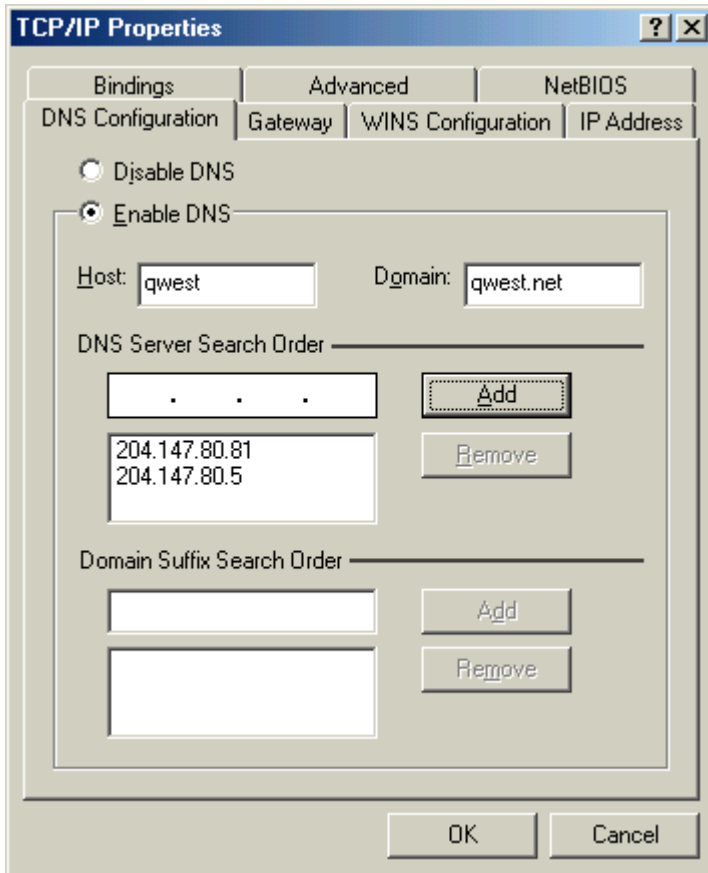 TCP/IP Properties
Bindings Advanced NetBIOS
DNS Configuration Gateway WINS Configuration IP Address
Disable DNS
Enable DNS
Host: qwest Domain: qwest.net
DNS Server Search Order
. . . Add
204.147.80.81 Remove
204.147.80.5
Domain Suffix Search Order
Add
Remove
OK Cancel